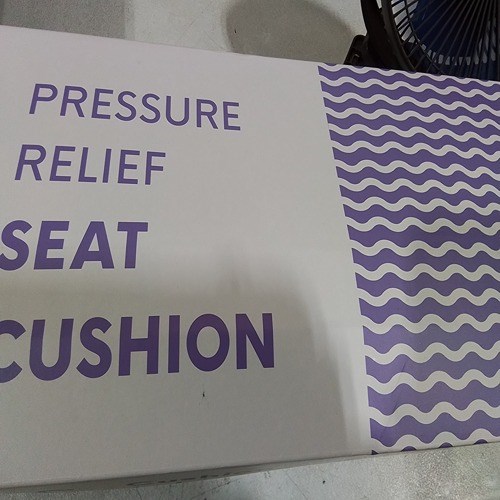 PRESSURE
RELIEF
SEAT
CUSHION